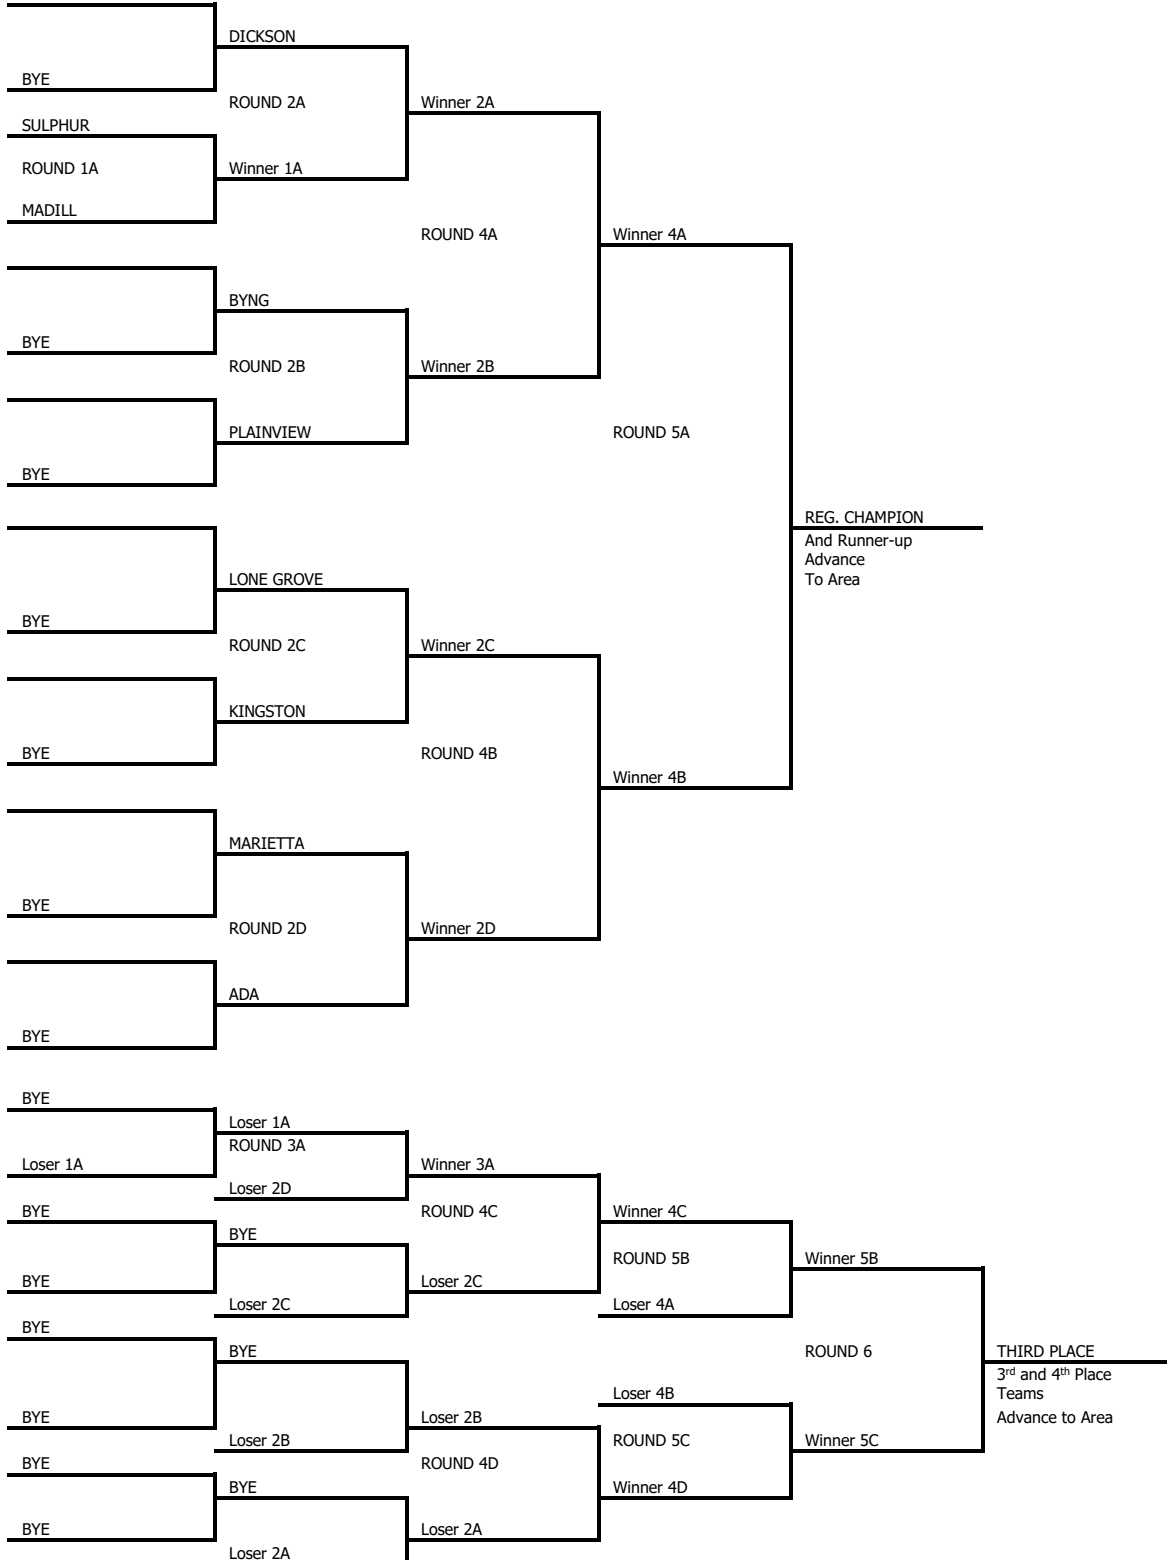 DICKSON
BYE
ROUND 2A
Winner 2A
SULPHUR
ROUND 1A
Winner 1A
MADILL
ROUND 4A
Winner 4A
BYNG
BYE
ROUND 2B
Winner 2B
PLAINVIEW
ROUND 5A
BYE
REG. CHAMPION
And Runner-up
Advance
To Area
LONE GROVE
BYE
ROUND 2C
Winner 2C
KINGSTON
BYE
ROUND 4B
Winner 4B
MARIETTA
BYE
ROUND 2D
Winner 2D
ADA
BYE
BYE
Loser 1A
ROUND 3A
Loser 1A
Winner 3A
Loser 2D
BYE
ROUND 4C
Winner 4C
BYE
ROUND 5B
Winner 5B
BYE
Loser 2C
Loser 2C
Loser 4A
BYE
BYE
ROUND 6
THIRD PLACE
3rd and 4th Place
Teams
Advance to Area
Loser 4B
BYE
Loser 2B
Loser 2B
ROUND 5C
Winner 5C
BYE
ROUND 4D
BYE
Winner 4D
BYE
Loser 2A
Loser 2A